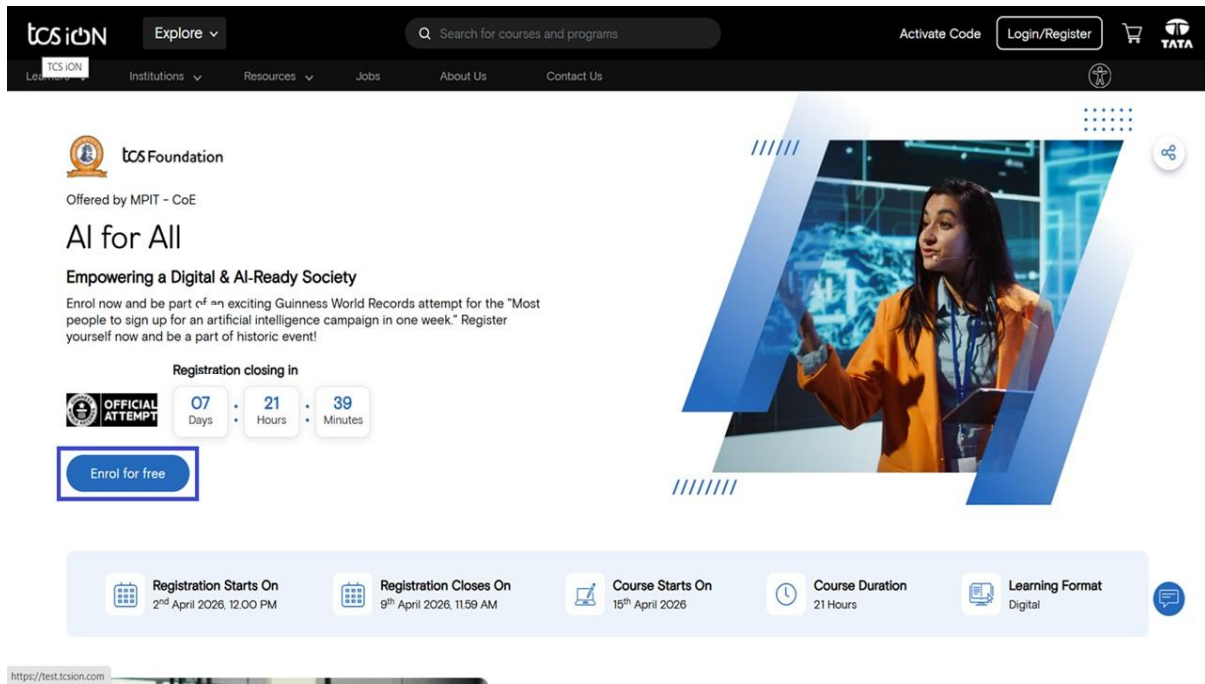 tcs iON
Explore
Search for courses and programs
Activate Code
Login/Register
TATA
TCS iON
Institutions
Resources
Jobs
About Us
Contact Us
tcs Foundation
Offered by MPIT - CoE
AI for All
Empowering a Digital & AI-Ready Society
Enrol now and be part of an exciting Guinness World Records attempt for the "Most
people to sign up for an artificial intelligence campaign in one week." Register
yourself now and be a part of historic event!
Registration closing in
OFFICIAL
ATTEMPT
07 : 21 : 39
Days Hours Minutes
Enrol for free
Registration Starts On
2nd April 2026, 12.00 PM
Registration Closes On
9th April 2026, 11.59 AM
Course Starts On
15th April 2026
Course Duration
21 Hours
Learning Format
Digital
https://test.tcsion.com